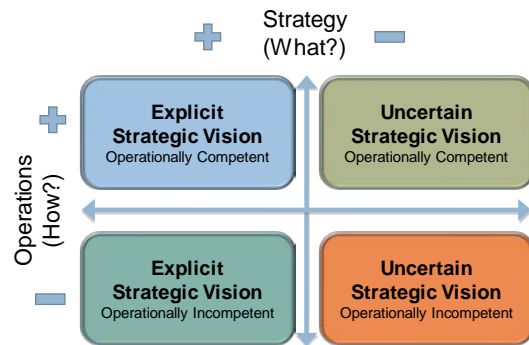 Strategy
(What?)
Explicit
Strategic Vision
Operationally Competent
Uncertain
Strategic Vision
Operationally Competent
Operations
(How?)
Explicit
Strategic Vision
Operationally Incompetent
Uncertain
Strategic Vision
Operationally Incompetent